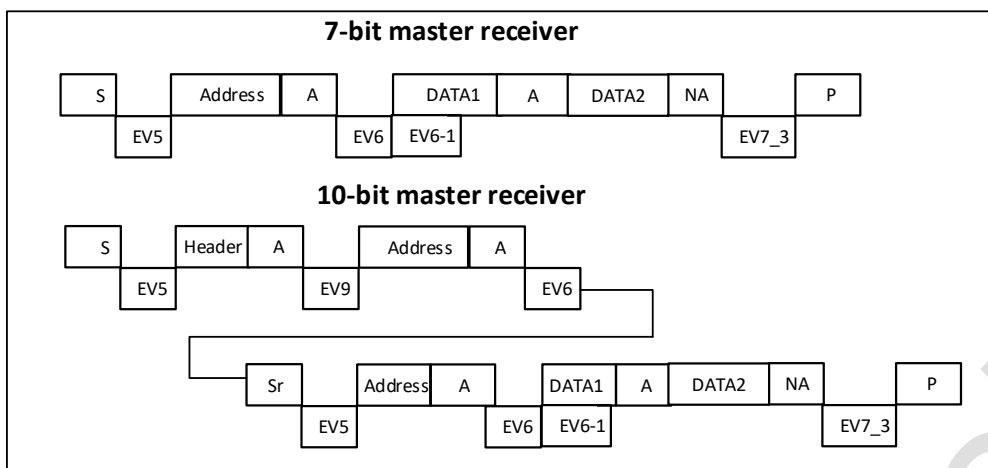 7-bit master receiver
S Address A DATA1 A DATA2 NA P
EV5 EV6 EV6-1 EV7_3
10-bit master receiver
S Header A Address A
EV5 EV9 EV6
Sr Address A DATA1 A DATA2 NA P
EV5 EV6 EV6-1 EV7_3